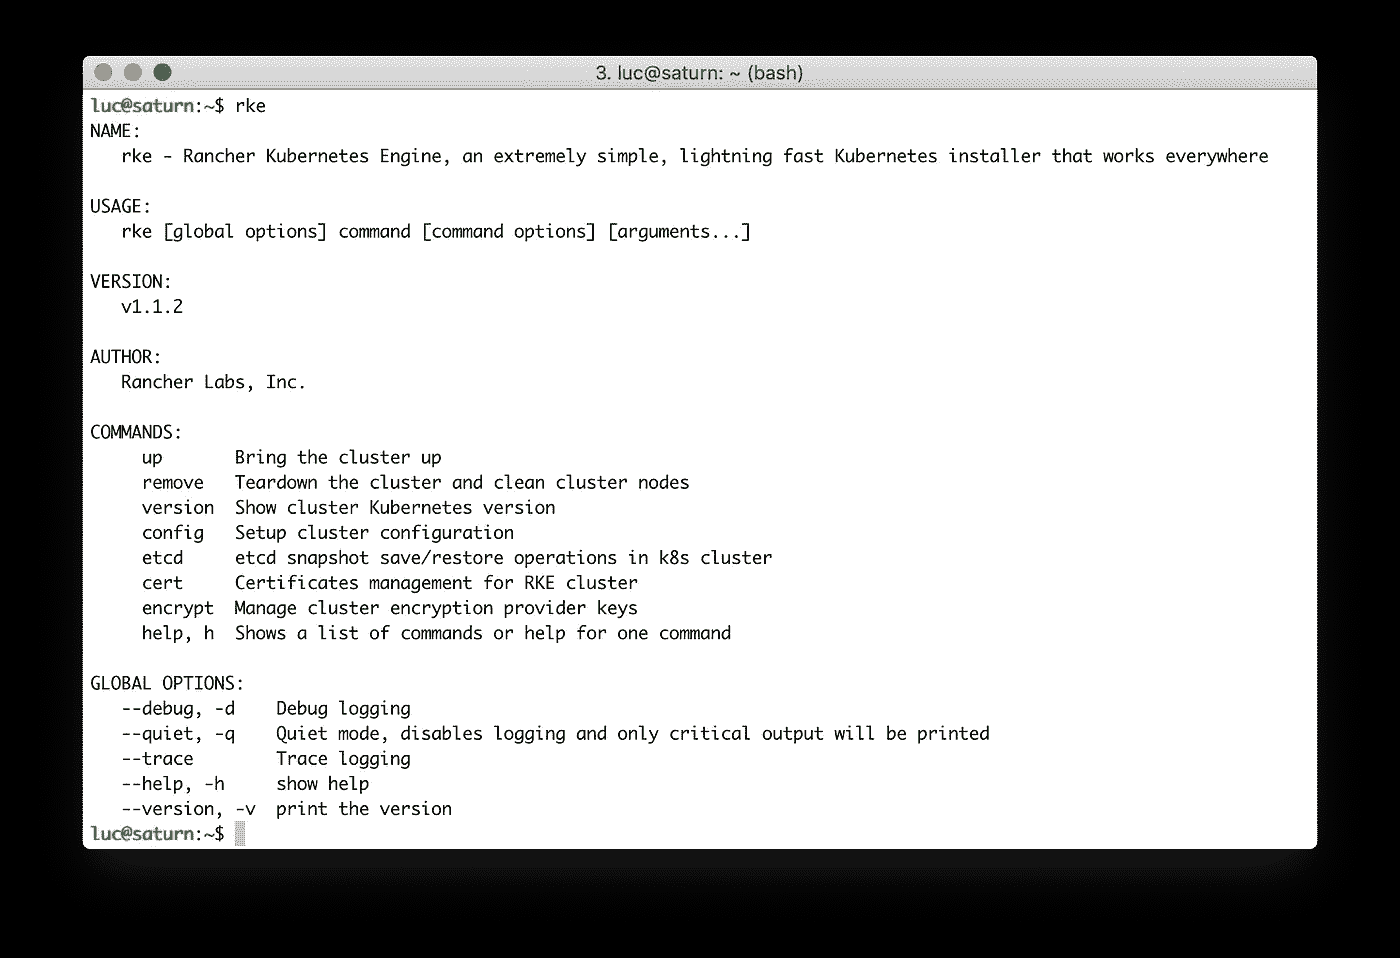 3. luc@saturn: ~ (bash)
luc@saturn:~$ rke
NAME:
   rke - Rancher Kubernetes Engine, an extremely simple, lightning fast Kubernetes installer that works everywhere
USAGE:
   rke [global options] command [command options] [arguments...]
VERSION:
   v1.1.2
AUTHOR:
   Rancher Labs, Inc.
COMMANDS:
     up       Bring the cluster up
     remove   Teardown the cluster and clean cluster nodes
     version  Show cluster Kubernetes version
     config   Setup cluster configuration
     etcd     etcd snapshot save/restore operations in k8s cluster
     cert     Certificates management for RKE cluster
     encrypt  Manage cluster encryption provider keys
     help, h  Shows a list of commands or help for one command
GLOBAL OPTIONS:
   --debug, -d    Debug logging
   --quiet, -q    Quiet mode, disables logging and only critical output will be printed
   --trace        Trace logging
   --help, -h     show help
   --version, -v  print the version
luc@saturn:~$